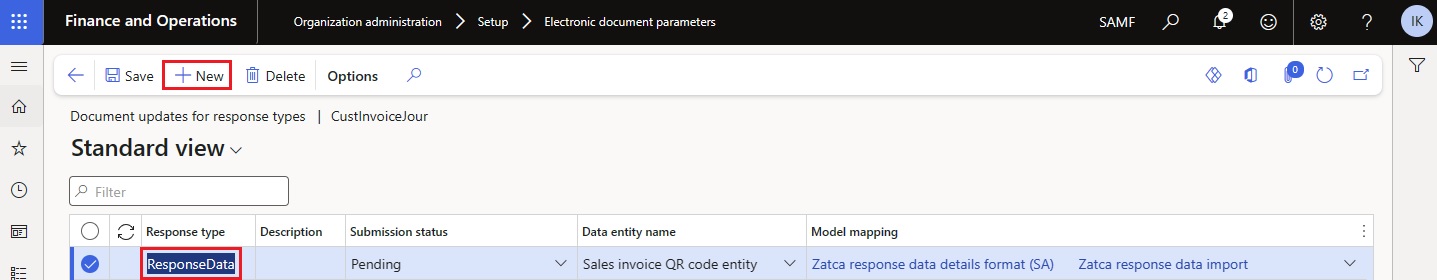 Finance and Operations Organization administration Setup Electronic document parameters SAMF 2 ? IK
Save New Delete Options 0
Document updates for response types | CustInvoiceJour
Standard view
Filter
Response type Description Submission status Data entity name Model mapping
ResponseData Pending Sales invoice QR code entity Zatca response data details format (SA) Zatca response data import